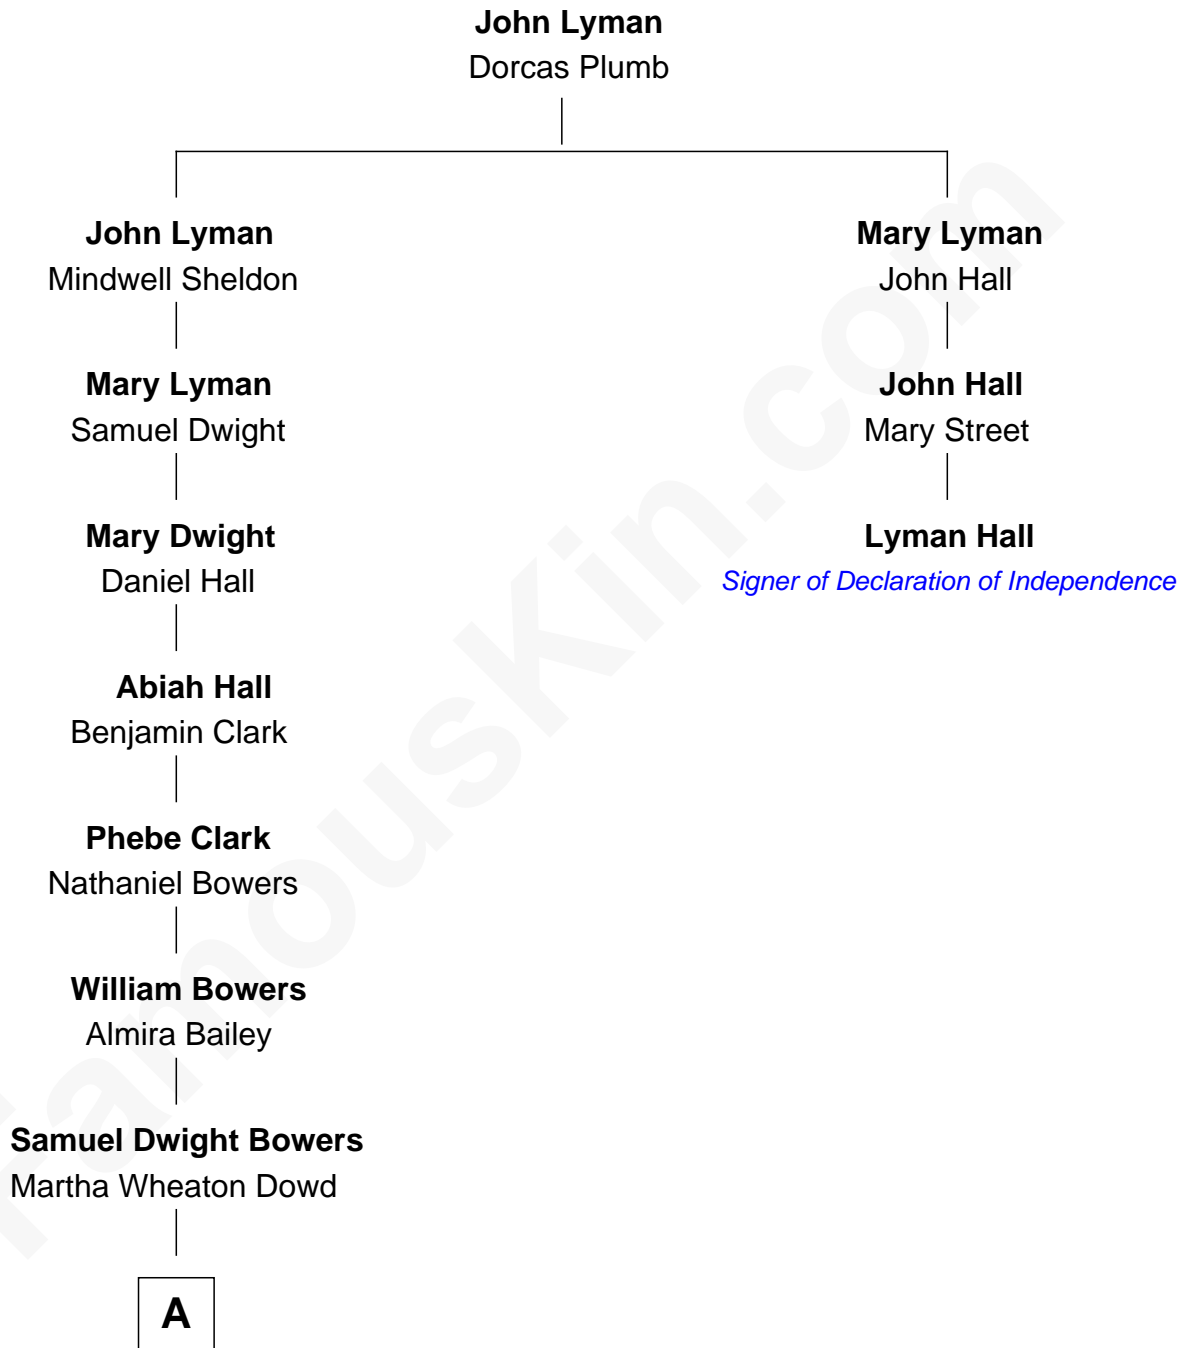 John Lyman
Dorcas Plumb
John Lyman
Mindwell Sheldon
Mary Lyman
John Hall
Mary Lyman
Samuel Dwight
John Hall
Mary Street
Mary Dwight
Daniel Hall
Lyman Hall
Signer of Declaration of Independence
Abiah Hall
Benjamin Clark
Phebe Clark
Nathaniel Bowers
William Bowers
Almira Bailey
Samuel Dwight Bowers
Martha Wheaton Dowd
A
FamousKin.com